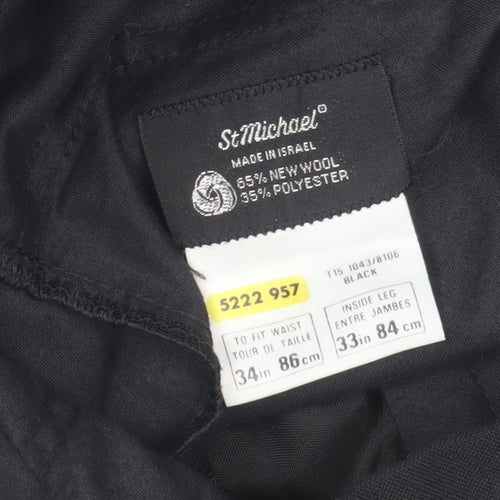 StMichael®
MADE IN ISRAEL
65% NEW WOOL
35% POLYESTER
5222 957
T15 1043/8106
BLACK
TO FIT WAIST
TOUR DE TAILLE
34in 86cm
INSIDE LEG
ENTRE JAMBES
33in 84cm